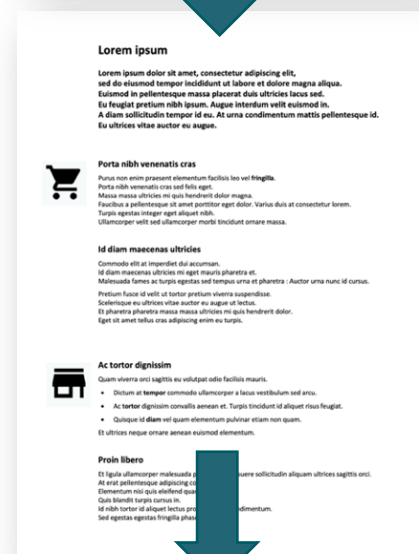 Lorem ipsum
Lorem ipsum dolor sit amet, consectetur adipiscing elit,
sed do eiusmod tempor incididunt ut labore et dolore magna aliqua.
Euismod in pellentesque massa placerat duis ultricies lacus sed.
Eu feugiat pretium nibh ipsum. Augue interdum velit euismod in.
A diam sollicitudin tempor id eu. At urna condimentum mattis pellentesque id.
Eu ultrices vitae auctor eu augue.
Porta nibh venenatis cras
Purus non enim praesent elementum facilisis leo vel fringilla.
Porta nibh venenatis cras sed felis eget.
Massa massa ultricies mi quis hendrerit dolor magna.
Faucibus a pellentesque sit amet porttitor eget dolor. Varius duis at consectetur lorem.
Turpis egestas integer eget aliquet nibh.
Ullamcorper velit sed ullamcorper morbi tincidunt ornare massa.
Id diam maecenas ultricies
Commodo elit at imperdiet dui accumsan.
Id diam maecenas ultricies mi eget mauris pharetra et.
Malesuada fames ac turpis egestas sed tempus urna et pharetra : Auctor urna nunc id cursus.
Pretium fusce id velit ut tortor pretium viverra suspendisse.
Scelerisque eu ultrices vitae auctor eu augue ut lectus.
Et pharetra pharetra massa massa ultricies mi quis hendrerit dolor.
Eget sit amet tellus cras adipiscing enim eu turpis.
Ac tortor dignissim
Quam viverra orci sagittis eu volutpat odio facilisis mauris.
• Dictum at tempor commodo ullamcorper a lacus vestibulum sed arcu.
• Ac tortor dignissim convallis aenean et. Turpis tincidunt id aliquet risus feugiat.
• Quisque id diam vel quam elementum pulvinar etiam non quam.
Et ultrices neque ornare aenean euismod elementum.
Proin libero
Et ligula ullamcorper malesuada sollicitudin aliquam ultrices sagittis orci.
At erat pellentesque adipiscing
Elementum nisi quis eleifend
Quis blandit turpis cursus in.
Id nibh tortor id aliquet lectus
Sed egestas egestas fringilla